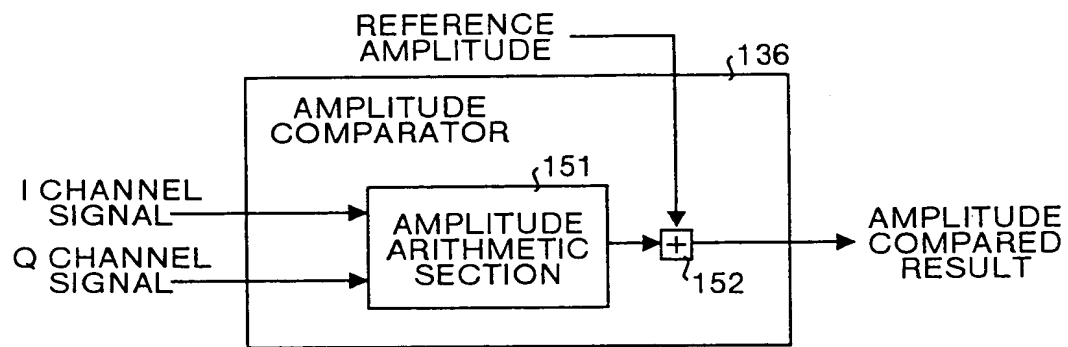 REFERENCE
AMPLITUDE
136
AMPLITUDE
COMPARATOR
151
I CHANNEL
SIGNAL
Q CHANNEL
SIGNAL
AMPLITUDE
ARITHMETIC
SECTION
+
152
AMPLITUDE
COMPARED
RESULT